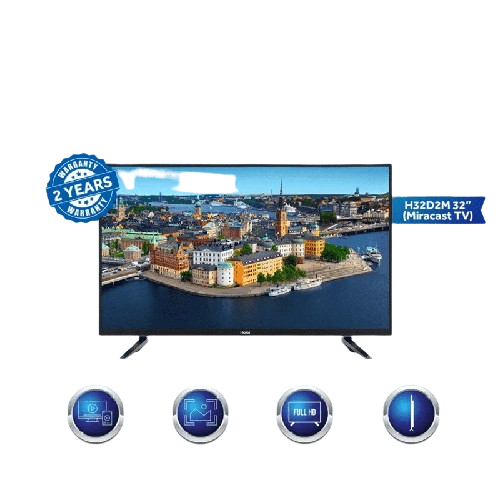 WARRANTY
2 YEARS
WARRANTY
H32D2M 32"
(Miracast TV)
FULL HD